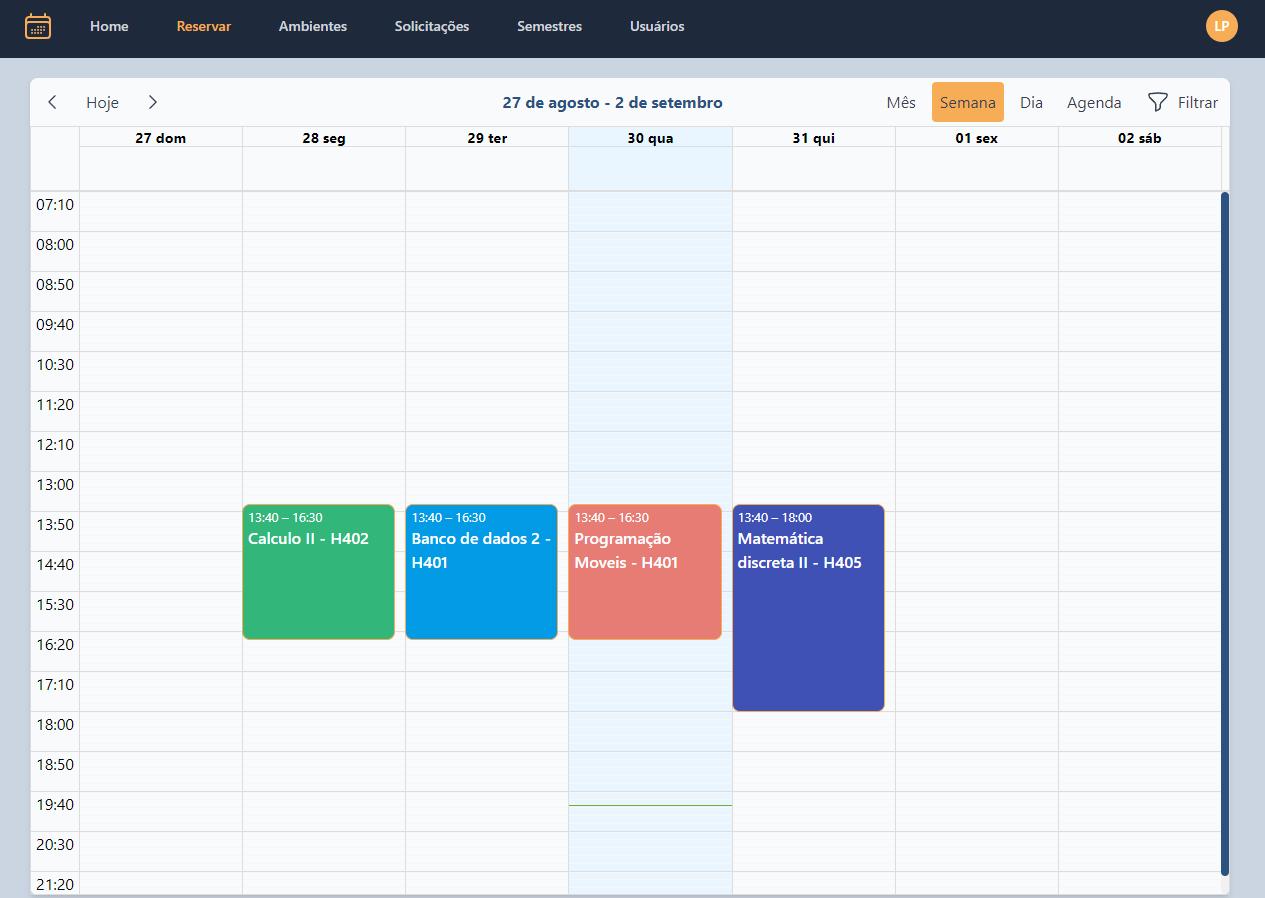 Home Reservar Ambientes Solicitações Semestres Usuários LP
Hoje 27 de agosto - 2 de setembro Mês Semana Dia Agenda Filtrar
27 dom 28 seg 29 ter 30 qua 31 qui 01 sex 02 sáb
07:10
08:00
08:50
09:40
10:30
11:20
12:10
13:00
13:50
14:40
15:30
16:20
17:10
18:00
18:50
19:40
20:30
21:20
13:40 – 16:30
Calculo II - H402
13:40 – 16:30
Banco de dados 2 -
H401
13:40 – 16:30
Programação
Moveis - H401
13:40 – 18:00
Matemática
discreta II - H405